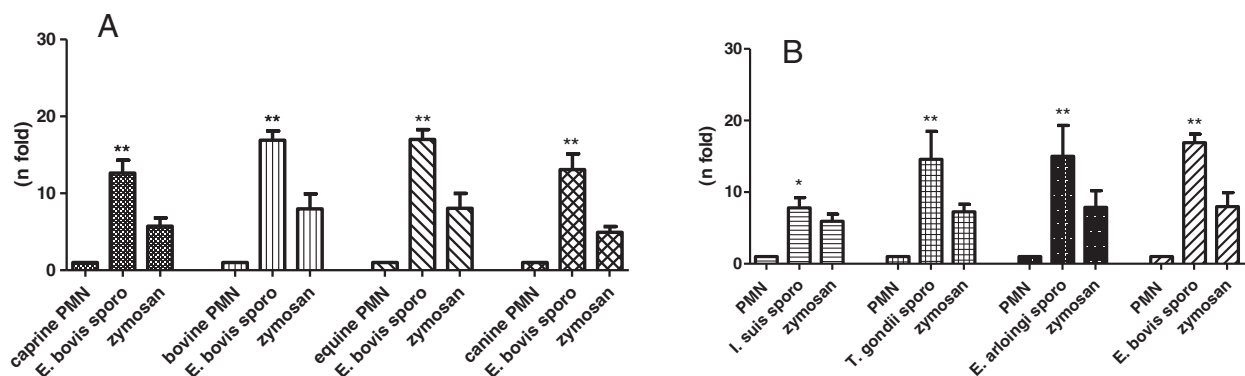 A
30
20
10
0
(n fold)
**
**
**
**
caprine PMN
E. bovis sporo
zymosan
bovine PMN
E. bovis sporo
zymosan
equine PMN
E. bovis sporo
zymosan
canine PMN
E. bovis sporo
zymosan
B
30
20
10
0
(n fold)
*
**
**
**
PMN
I. suis sporo
zymosan
PMN
T. gondii sporo
zymosan
PMN
E. arloingi sporo
zymosan
PMN
E. bovis sporo
zymosan